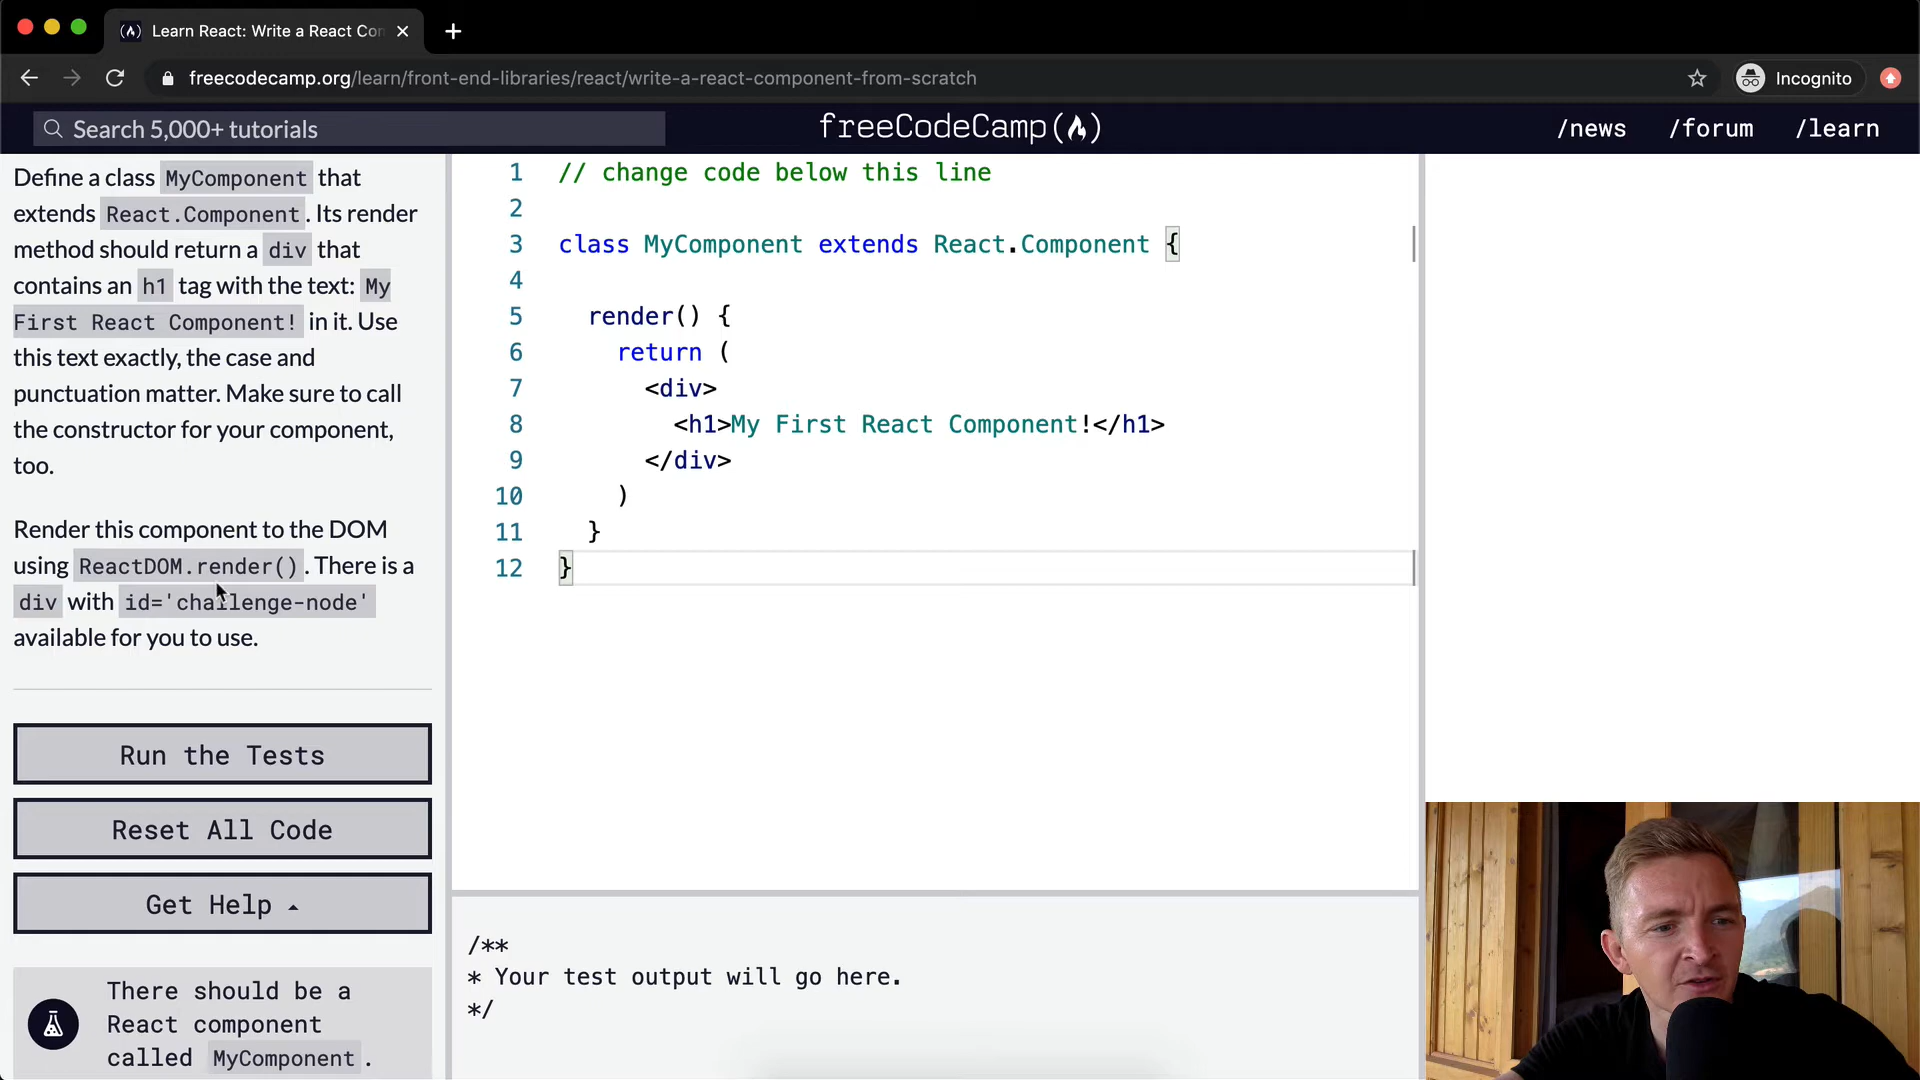 Learn React: Write a React Con
freecodecamp.org/learn/front-end-libraries/react/write-a-react-component-from-scratch
Incognito
Search 5,000+ tutorials
freeCodeCamp
/news
/forum
/learn
Define a class MyComponent that
extends React.Component. Its render
method should return a div that
contains an h1 tag with the text: My
First React Component! in it. Use
this text exactly, the case and
punctuation matter. Make sure to call
the constructor for your component,
too.
Render this component to the DOM
using ReactDOM.render(). There is a
div with id='challenge-node'
available for you to use.
Run the Tests
Reset All Code
Get Help
There should be a
React component
called MyComponent.
1 // change code below this line
2
3 class MyComponent extends React.Component {
4
5 render() {
6 return (
7 <div>
8 <h1>My First React Component!</h1>
9 </div>
10 )
11 }
12 }
/**
* Your test output will go here.
*/